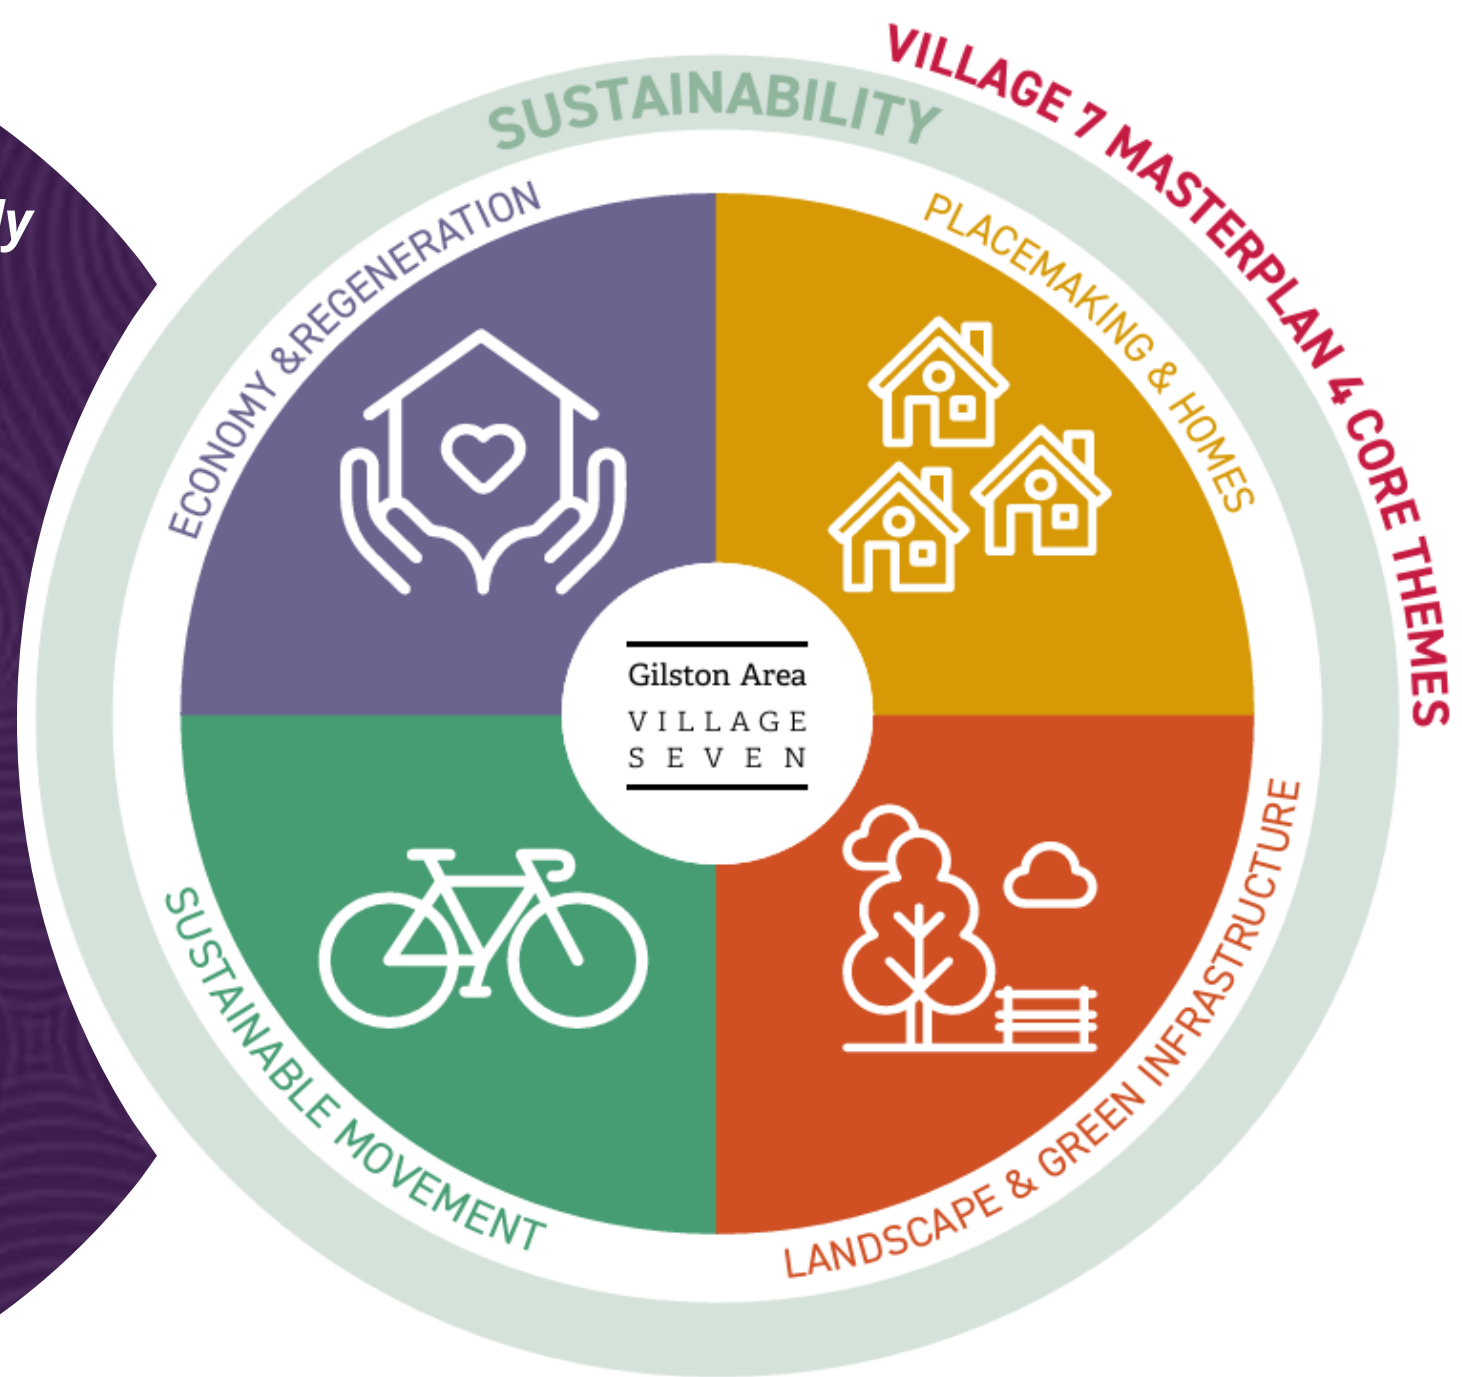 ly
VILLAGE 7 MASTERPLAN 4 CORE THEMES
SUSTAINABILITY
ECONOMY &REGENERATION
PLACEMAKING & HOMES
Gilston Area
VILLAGE
SEVEN
SUSTAINABLE MOVEMENT
LANDSCAPE & GREEN INFRASTRUCTURE